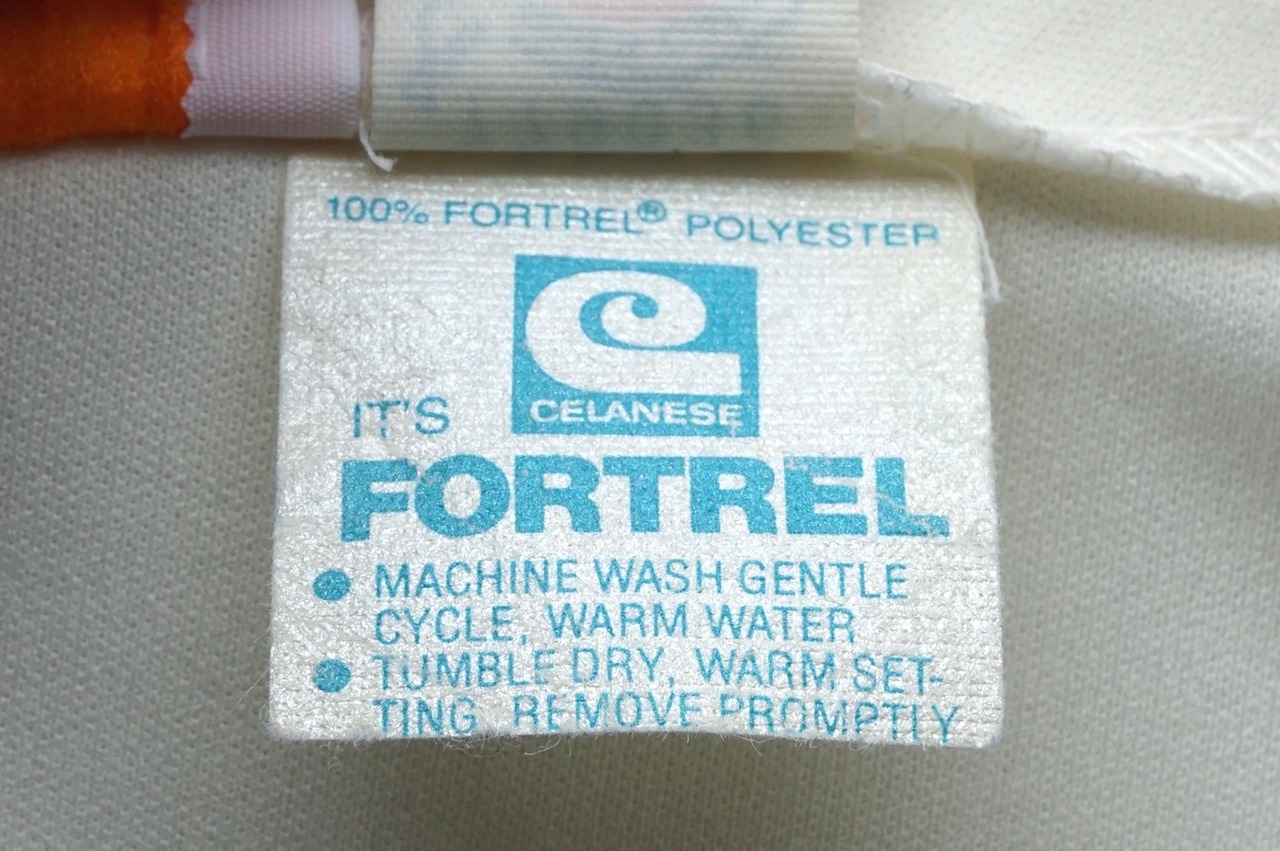 100% FORTREL® POLYESTER
CELANESE
IT'S
FORTREL
● MACHINE WASH GENTLE
CYCLE, WARM WATER
● TUMBLE DRY, WARM SET-
TING REMOVE PROMPTLY